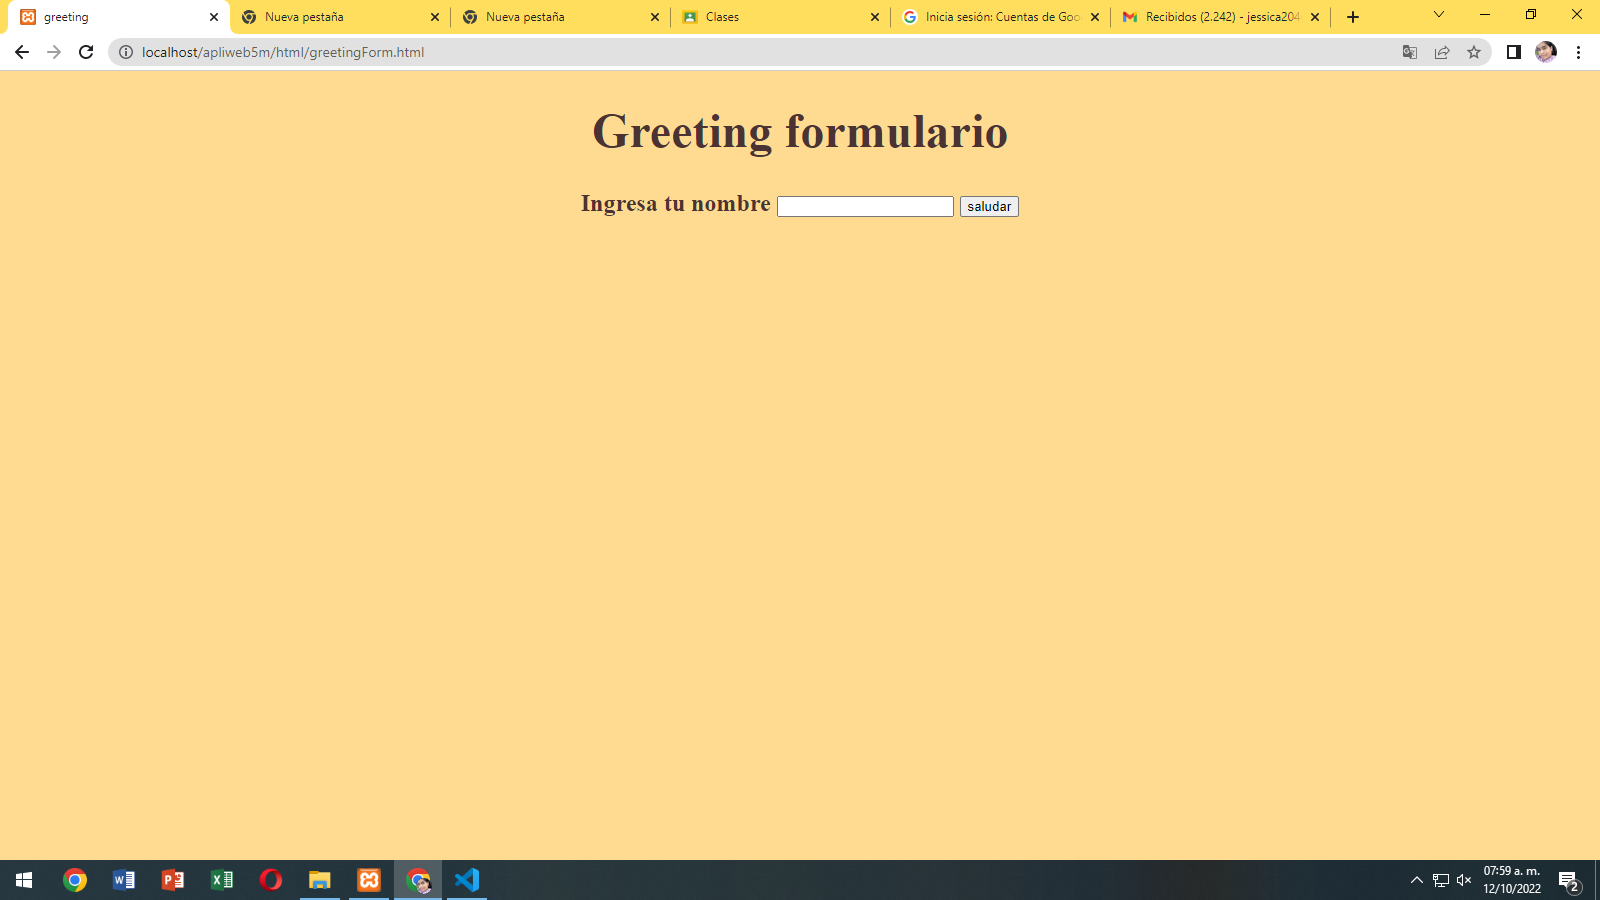 greeting
Nueva pestaña
Nueva pestaña
Clases
Inicia sesión: Cuentas de Goo
Recibidos (2.242) - jessica204
localhost/apliweb5m/html/greetingForm.html
Greeting formulario
Ingresa tu nombre
saludar
07:59 a. m.
12/10/2022
2